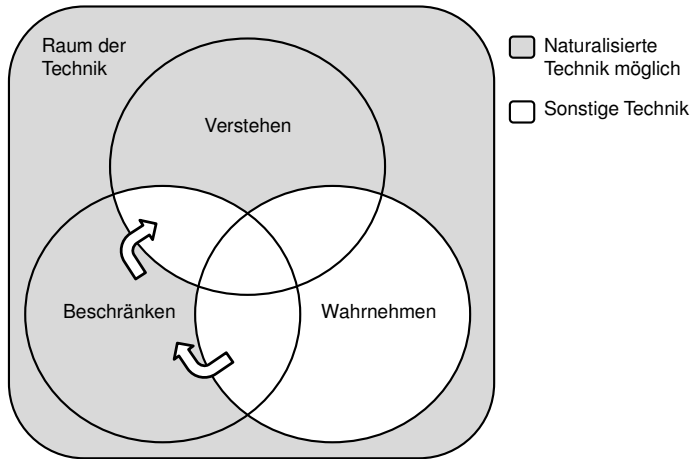 Raum der
Technik
Verstehen
Beschränken
Wahrnehmen
Naturalisierte
Technik möglich
Sonstige Technik